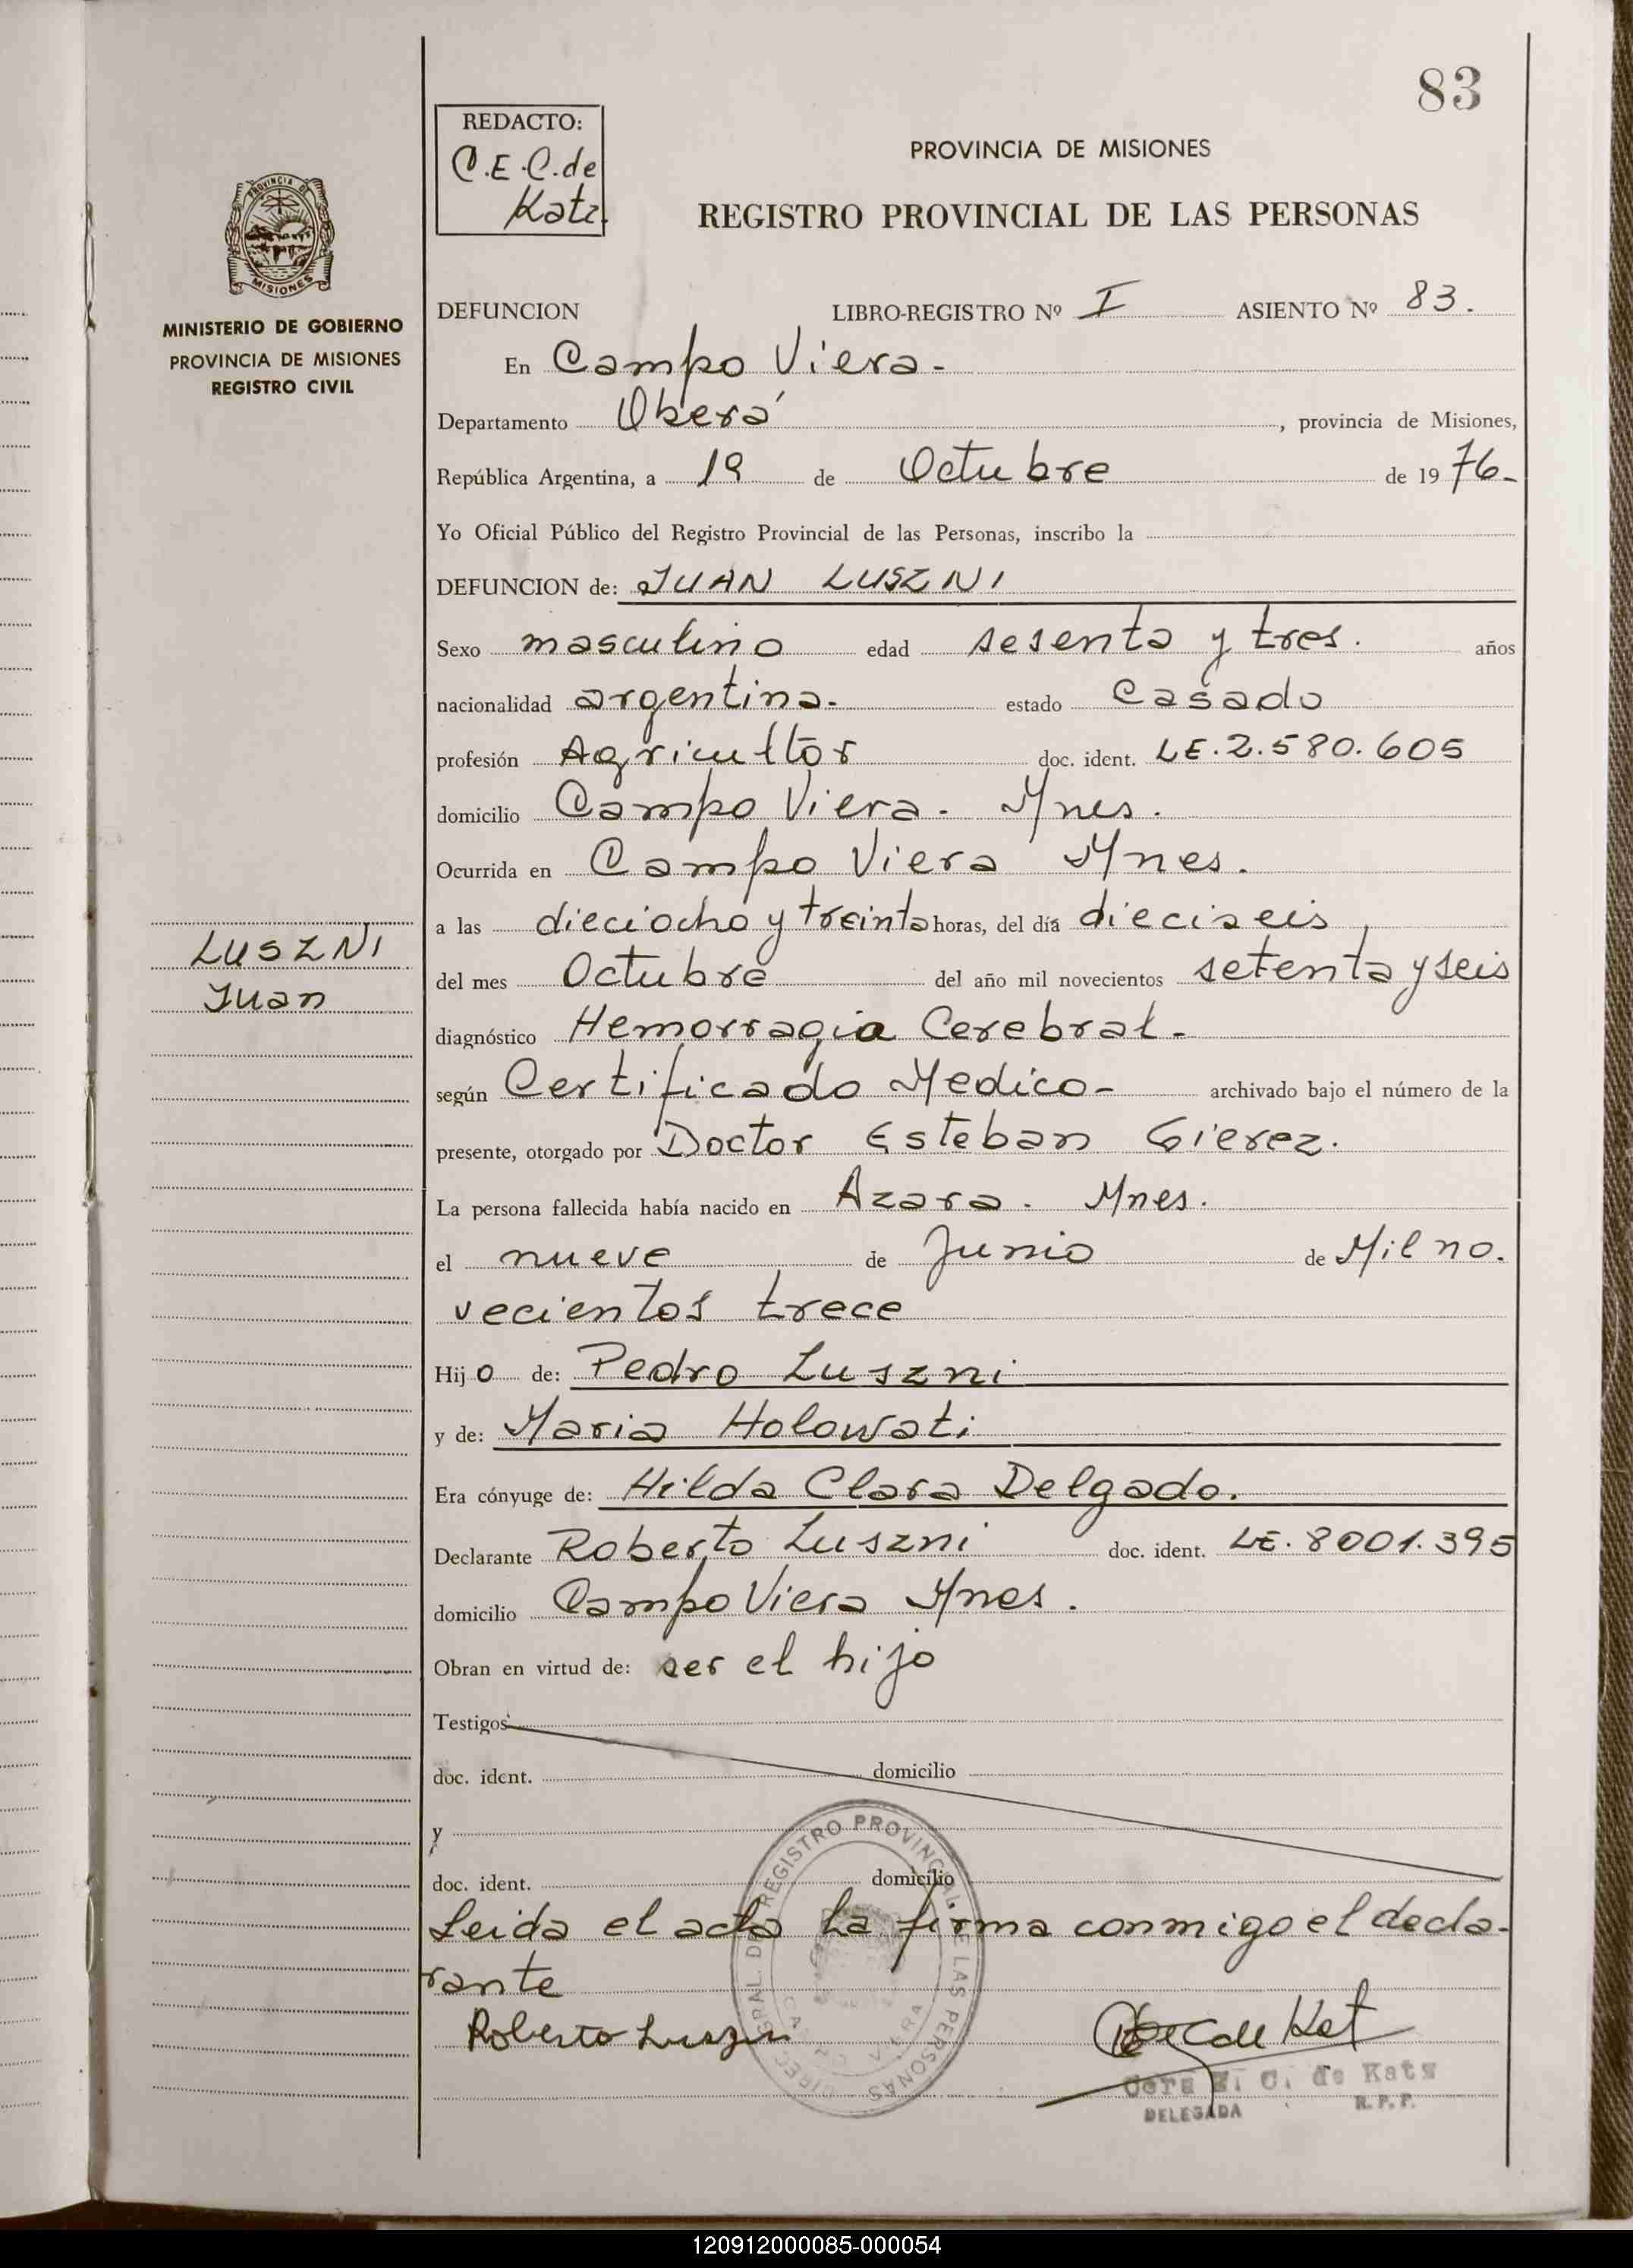 83
REDACTO:
C.E.C.de
Katz
PROVINCIA DE MISIONES
REGISTRO PROVINCIAL DE LAS PERSONAS
PROVINCIA DE
MISIONES
MINISTERIO DE GOBIERNO
PROVINCIA DE MISIONES
REGISTRO CIVIL
DEFUNCION LIBRO-REGISTRO Nº I ASIENTO Nº 83.
En Campo Viera-
Departamento Oberá, provincia de Misiones,
República Argentina, a 19 de Octubre de 1976-
Yo Oficial Público del Registro Provincial de las Personas, inscribo la
DEFUNCION de: JUAN LUSZNI
Sexo masculino edad sesenta y tres. años
nacionalidad argentina. estado Casado
profesión Agricultor doc. ident. LE.2.580.605
domicilio Campo Viera. Mnes.
Ocurrida en Campo Viera Mnes.
a las dieciocho y treinta horas, del día dieciseis,
LUSZNI
Juan
del mes Octubre del año mil novecientos setenta y seis
diagnóstico Hemorragia Cerebral-
según Certificado Medico- archivado bajo el número de la
presente, otorgado por Doctor Esteban Gierez.
La persona fallecida había nacido en Azara. Mnes.
el nueve de Junio de Mil no.
vecientos trece
Hijo de: Pedro Luszni
y de: Maria Holowati
Era cónyuge de: Hilda Clara Delgado.
Declarante Roberto Luszni doc. ident. LE.8001.395
domicilio Campo Viera Mnes.
Obran en virtud de: ser el hijo
Testigos
doc. ident. domicilio
y
doc. ident. domicilio
Leida el acta La firma conmigo el decla-
rante
Roberto Luszni
REGISTRO PROVINCIAL DE LAS PERSONAS
C. de Katz
DELEGADA R.P.P.
120912000085-000054